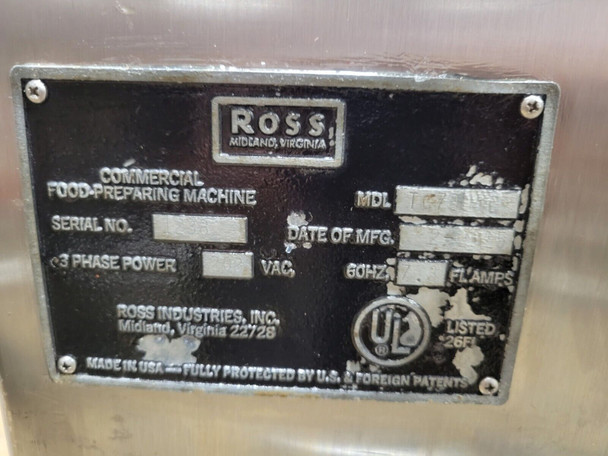 ROSS
MIDLAND, VIRGINIA
COMMERCIAL
FOOD-PREPARING MACHINE
MDL
SERIAL NO.
DATE OF MFG.
3 PHASE POWER VAC, 60HZ, FL AMPS
ROSS INDUSTRIES, INC.
Midland, Virginia 22728
UL
®
LISTED
MADE IN USA — FULLY PROTECTED BY U.S. & FOREIGN PATENTS